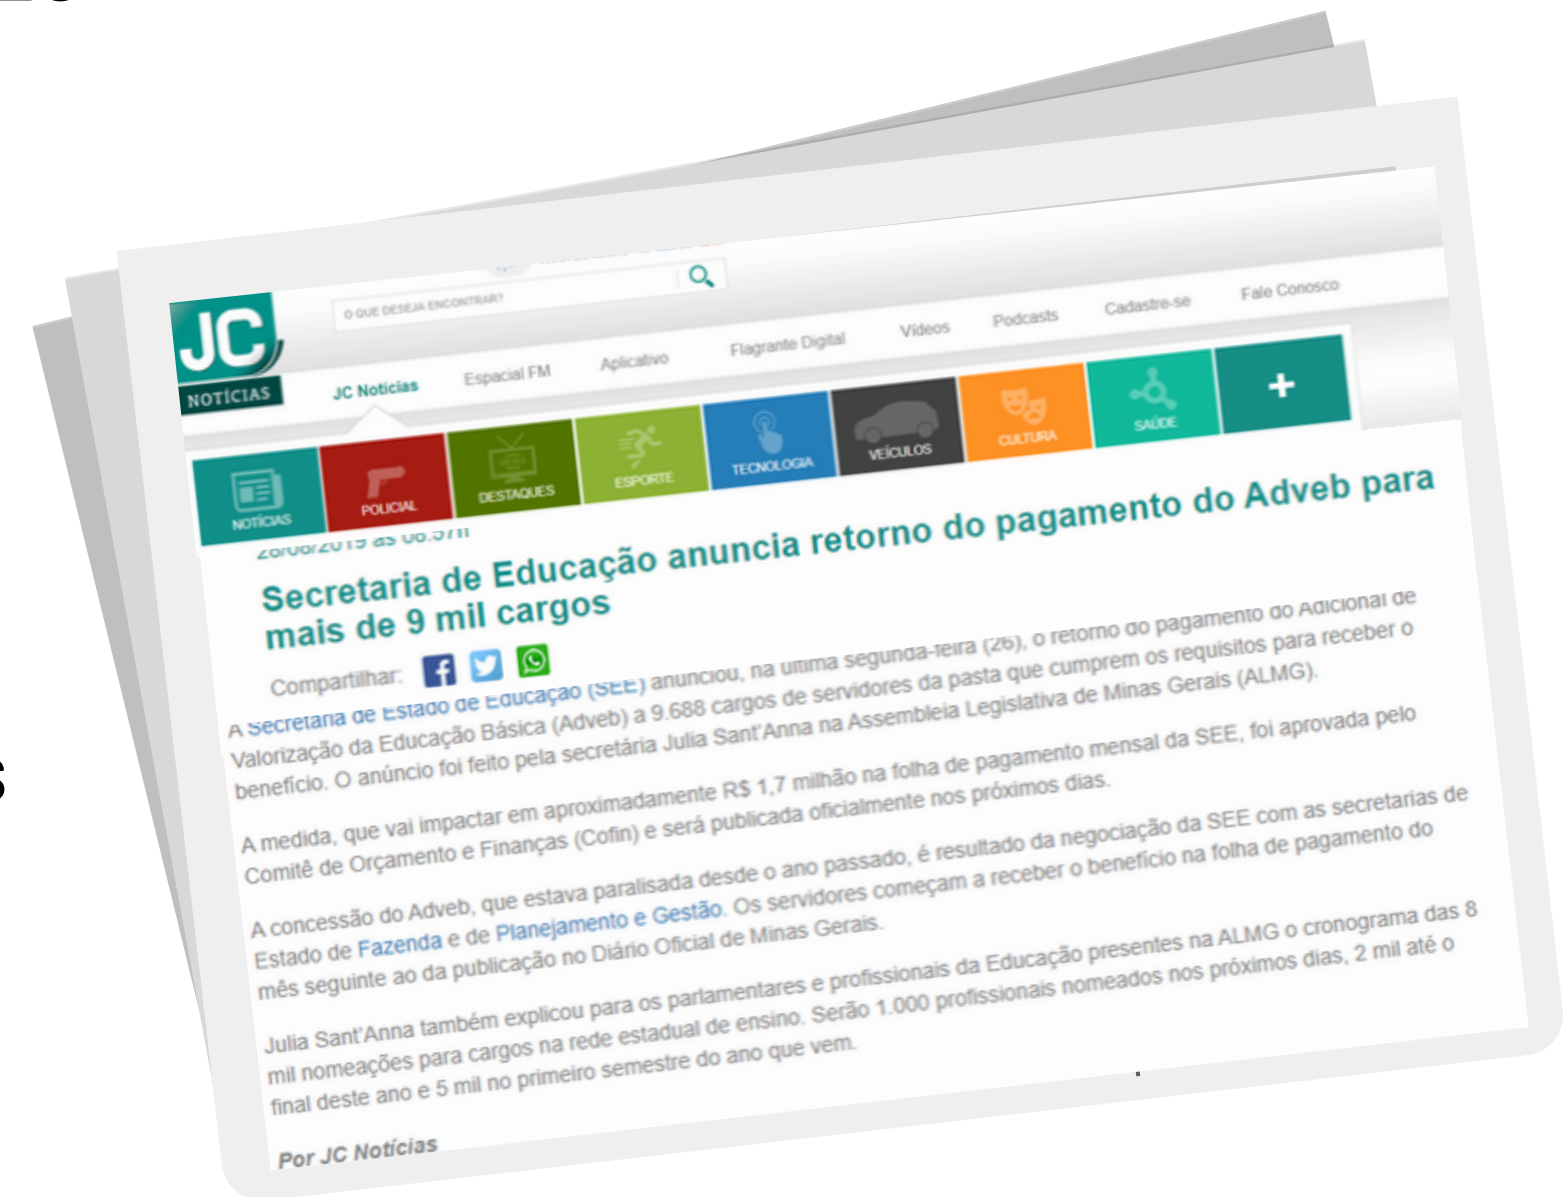 JC
NOTÍCIAS
O QUE DESEJA ENCONTRAR?
JC Notícias Espacial FM Aplicativo Flagrante Digital Vídeos Podcasts Cadastre-se Fale Conosco
NOTÍCIAS POLICIAL DESTAQUES ESPORTE TECNOLOGIA VEÍCULOS CULTURA SAÚDE +
28/08/2019 às 08:57h
Secretaria de Educação anuncia retorno do pagamento do Adveb para
mais de 9 mil cargos
Compartilhar:
A Secretaria de Estado de Educação (SEE) anunciou, na última segunda-feira (26), o retorno do pagamento do Adicional de
Valorização da Educação Básica (Adveb) a 9.688 cargos de servidores da pasta que cumprem os requisitos para receber o
benefício. O anúncio foi feito pela secretária Julia Sant'Anna na Assembleia Legislativa de Minas Gerais (ALMG).
A medida, que vai impactar em aproximadamente R$ 1,7 milhão na folha de pagamento mensal da SEE, foi aprovada pelo
Comitê de Orçamento e Finanças (Cofin) e será publicada oficialmente nos próximos dias.
A concessão do Adveb, que estava paralisada desde o ano passado, é resultado da negociação da SEE com as secretarias de
Estado de Fazenda e de Planejamento e Gestão. Os servidores começam a receber o benefício na folha de pagamento do
mês seguinte ao da publicação no Diário Oficial de Minas Gerais.
Julia Sant'Anna também explicou para os parlamentares e profissionais da Educação presentes na ALMG o cronograma das 8
mil nomeações para cargos na rede estadual de ensino. Serão 1.000 profissionais nomeados nos próximos dias, 2 mil até o
final deste ano e 5 mil no primeiro semestre do ano que vem.
Por JC Notícias